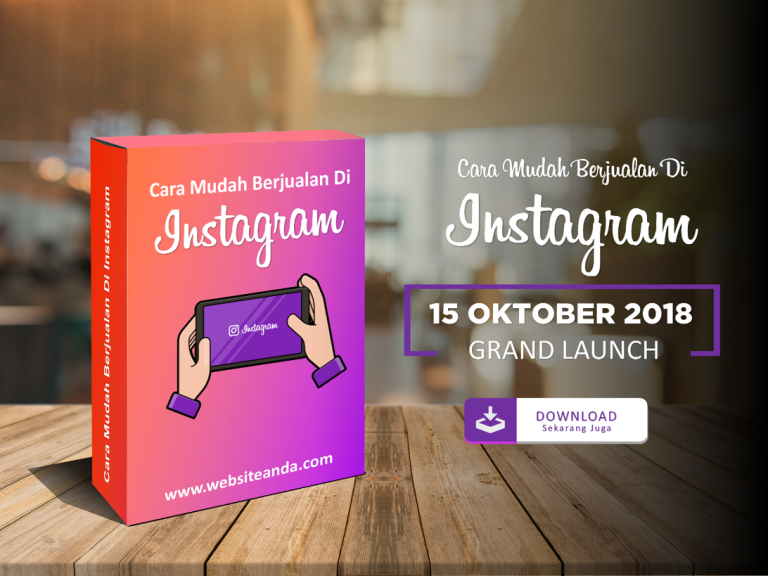 Cara Mudah Berjualan Di Instagram
Cara Mudah Berjualan Di
Instagram
Instagram
www.websiteanda.com
Cara Mudah Berjualan Di
Instagram
15 OKTOBER 2018
GRAND LAUNCH
DOWNLOAD
Sekarang Juga